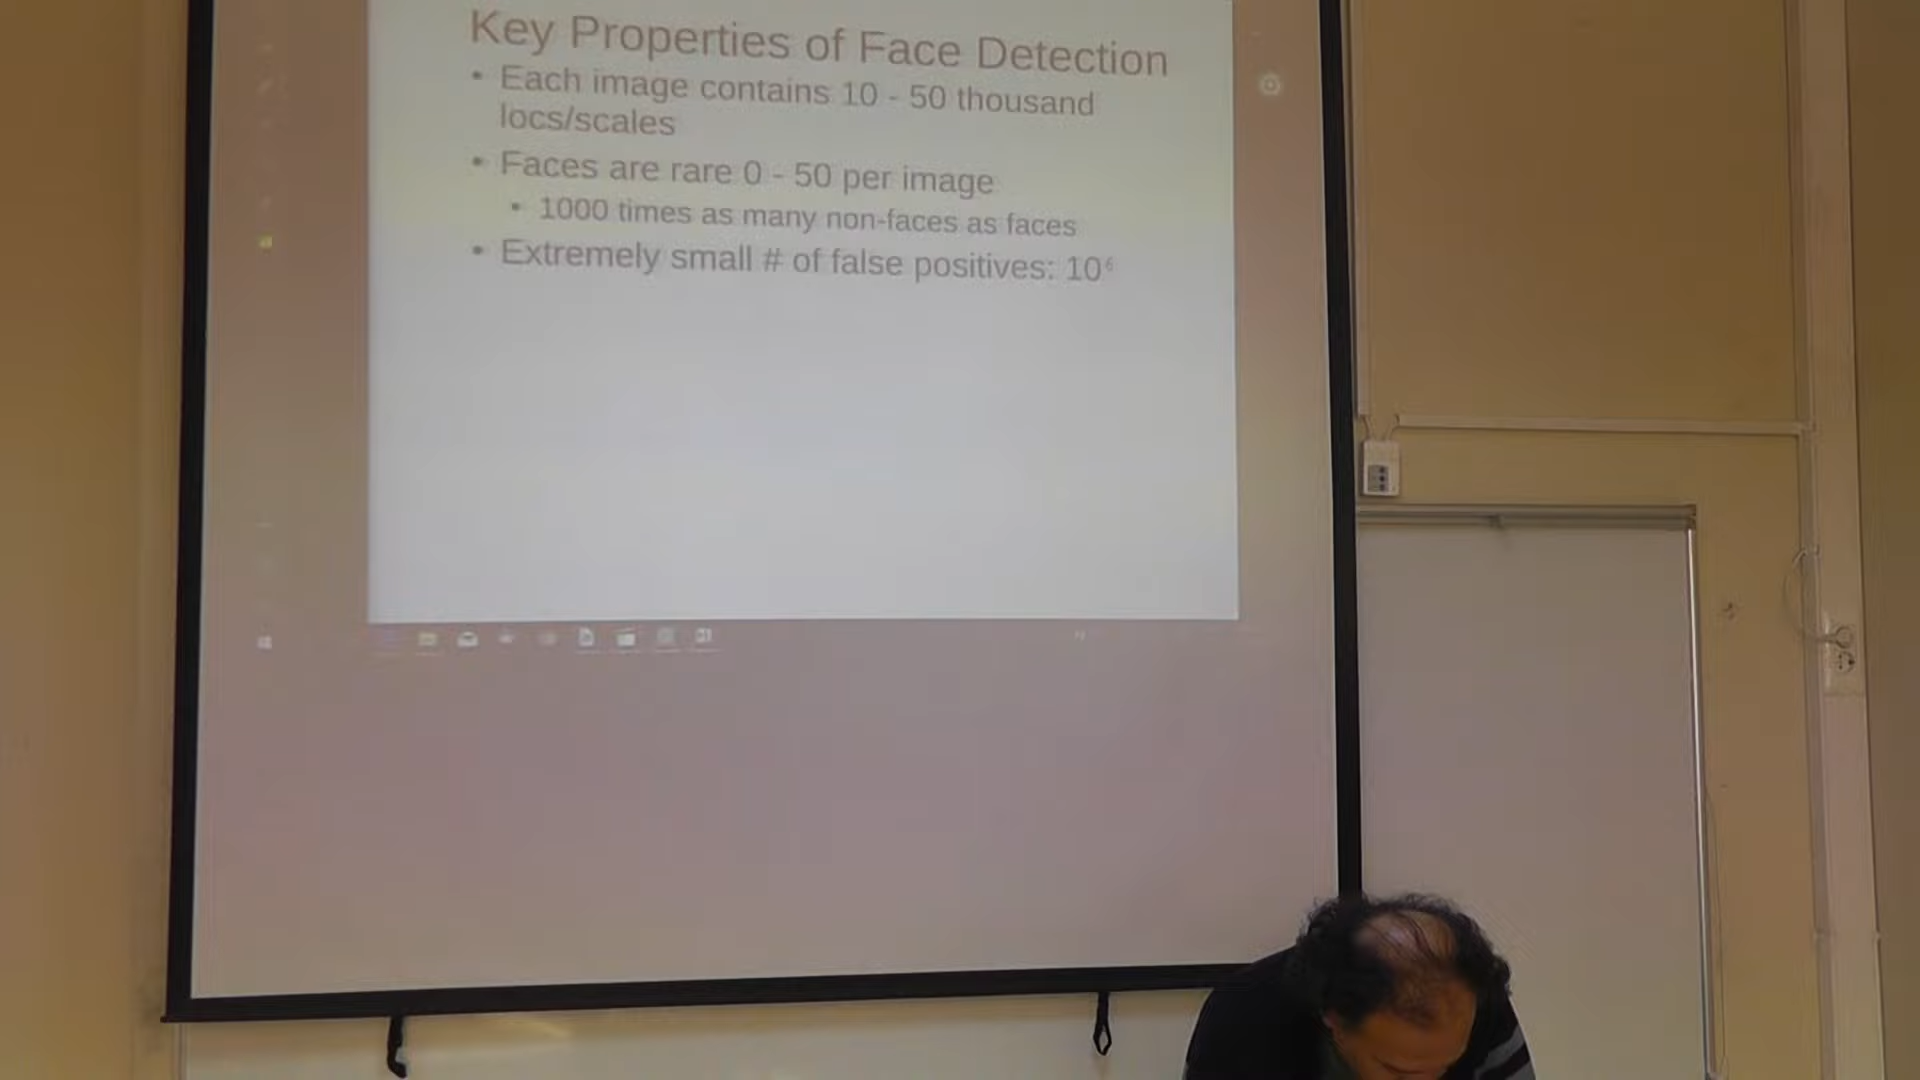 Key Properties of Face Detection
• Each image contains 10 - 50 thousand
locs/scales
• Faces are rare 0 - 50 per image
• 1000 times as many non-faces as faces
• Extremely small # of false positives: 10⁶